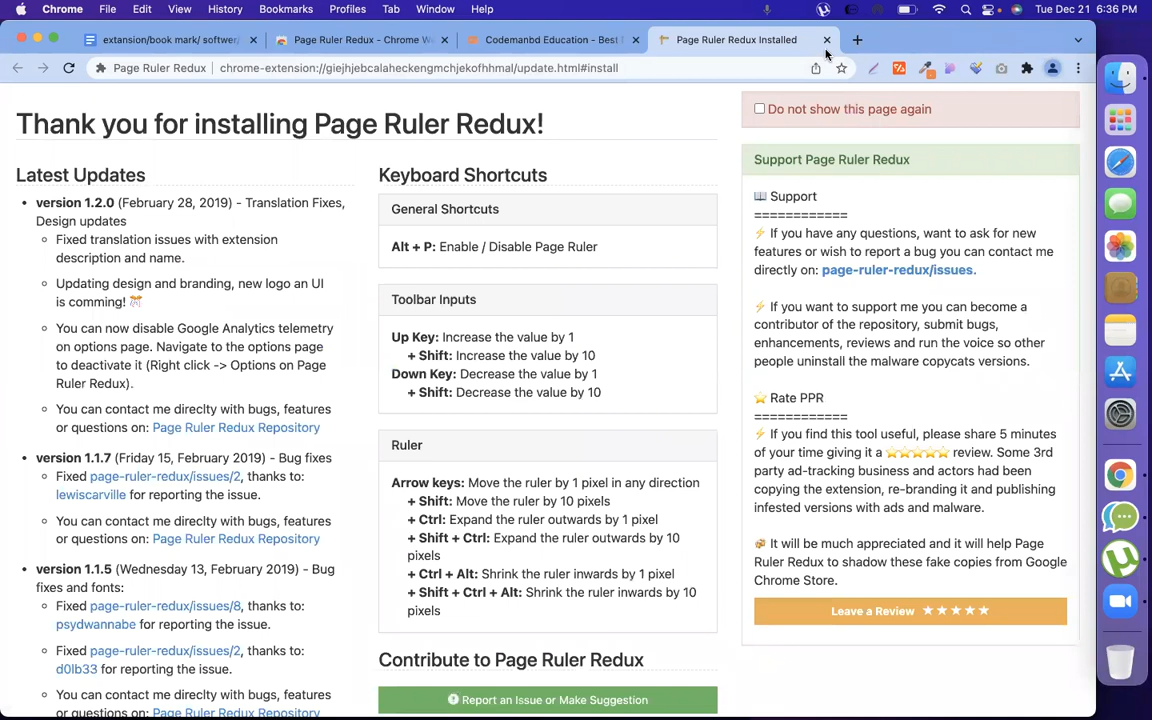 Chrome File Edit View History Bookmarks Profiles Tab Window Help Tue Dec 21 6:36 PM
extansion/book mark/ softwer/ Page Ruler Redux - Chrome We Codemanbd Education - Best Page Ruler Redux Installed
Page Ruler Redux chrome-extension://giejhjebcalaheckengmchjekofhhmal/update.html#install
Thank you for installing Page Ruler Redux!
Latest Updates
version 1.2.0 (February 28, 2019) - Translation Fixes,
Design updates
Fixed translation issues with extension
description and name.
Updating design and branding, new logo an UI
is comming! 🎊
You can now disable Google Analytics telemetry
on options page. Navigate to the options page
to deactivate it (Right click -> Options on Page
Ruler Redux).
You can contact me direclty with bugs, features
or questions on: Page Ruler Redux Repository
version 1.1.7 (Friday 15, February 2019) - Bug fixes
Fixed page-ruler-redux/issues/2, thanks to:
lewiscarville for reporting the issue.
You can contact me direclty with bugs, features
or questions on: Page Ruler Redux Repository
version 1.1.5 (Wednesday 13, February 2019) - Bug
fixes and fonts:
Fixed page-ruler-redux/issues/8, thanks to:
psydwannabe for reporting the issue.
Fixed page-ruler-redux/issues/2, thanks to:
d0lb33 for reporting the issue.
You can contact me direclty with bugs, features
or questions on: Page Ruler Redux Repository
Keyboard Shortcuts
General Shortcuts
Alt + P: Enable / Disable Page Ruler
Toolbar Inputs
Up Key: Increase the value by 1
+ Shift: Increase the value by 10
Down Key: Decrease the value by 1
+ Shift: Decrease the value by 10
Ruler
Arrow keys: Move the ruler by 1 pixel in any direction
+ Shift: Move the ruler by 10 pixels
+ Ctrl: Expand the ruler outwards by 1 pixel
+ Shift + Ctrl: Expand the ruler outwards by 10
pixels
+ Ctrl + Alt: Shrink the ruler inwards by 1 pixel
+ Shift + Ctrl + Alt: Shrink the ruler inwards by 10
pixels
Contribute to Page Ruler Redux
Report an Issue or Make Suggestion
Do not show this page again
Support Page Ruler Redux
📖 Support
============
⚡ If you have any questions, want to ask for new
features or wish to report a bug you can contact me
directly on: page-ruler-redux/issues.
⚡ If you want to support me you can become a
contributor of the repository, submit bugs,
enhancements, reviews and run the voice so other
people uninstall the malware copycats versions.
⭐ Rate PPR
============
⚡ If you find this tool useful, please share 5 minutes
of your time giving it a ⭐⭐⭐⭐⭐ review. Some 3rd
party ad-tracking business and actors had been
copying the extension, re-branding it and publishing
infested versions with ads and malware.
It will be much appreciated and it will help Page
Ruler Redux to shadow these fake copies from Google
Chrome Store.
Leave a Review ★ ★ ★ ★ ★